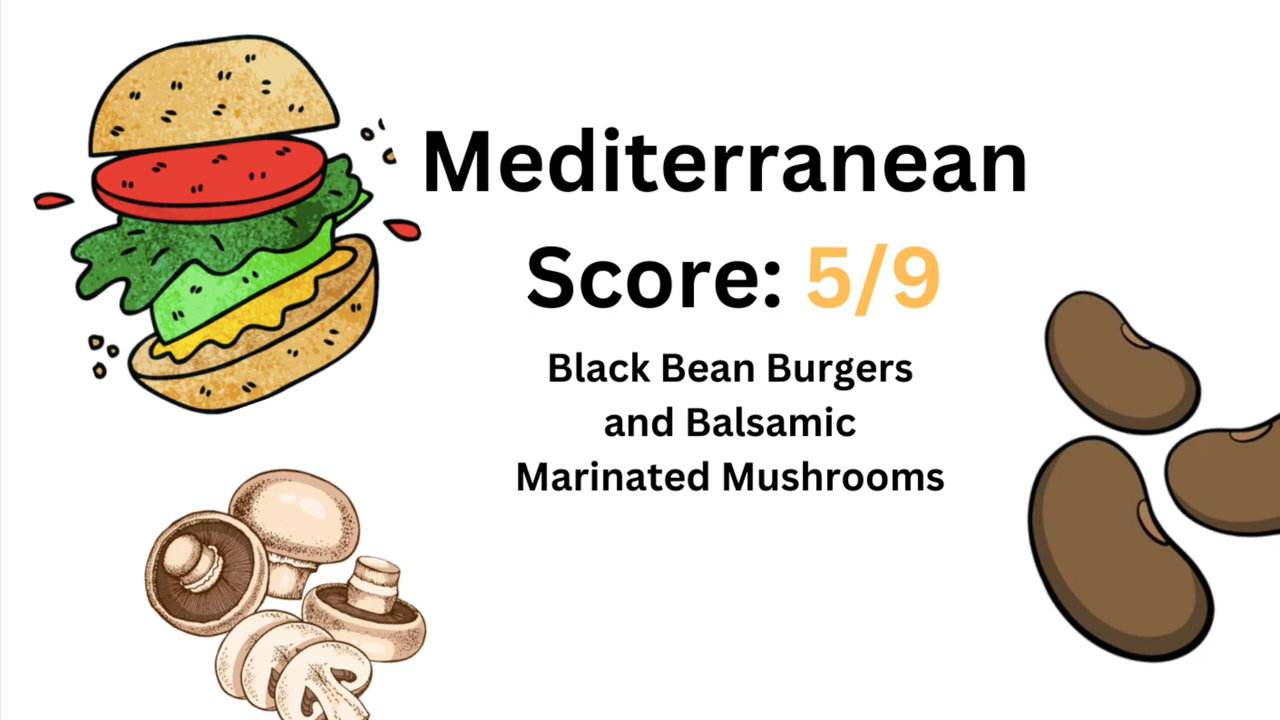 Mediterranean
Score: 5/9
Black Bean Burgers
and Balsamic
Marinated Mushrooms